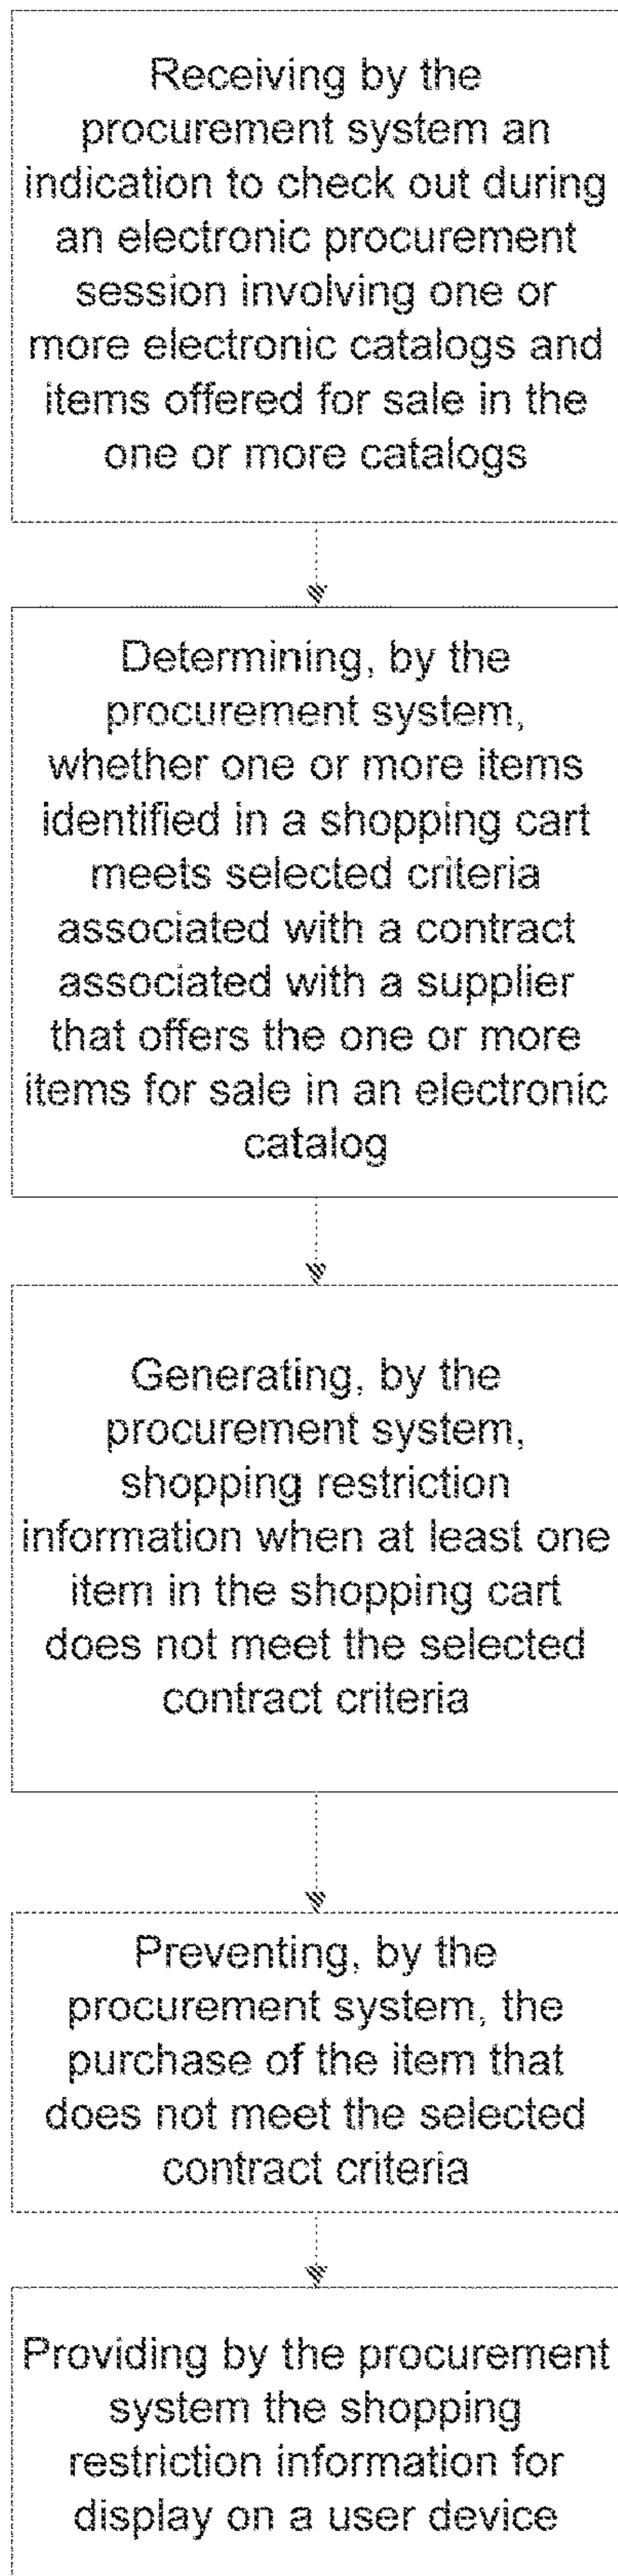 Receiving by the
procurement system an
indication to check out during
an electronic procurement
session involving one or
more electronic catalogs and
items offered for sale in the
one or more catalogs
Determining, by the
procurement system,
whether one or more items
identified in a shopping cart
meets selected criteria
associated with a contract
associated with a supplier
that offers the one or more
items for sale in an electronic
catalog
Generating, by the
procurement system,
shopping restriction
information when at least one
item in the shopping cart
does not meet the selected
contract criteria
Preventing, by the
procurement system, the
purchase of the item that
does not meet the selected
contract criteria
Providing by the procurement
system the shopping
restriction information for
display on a user device